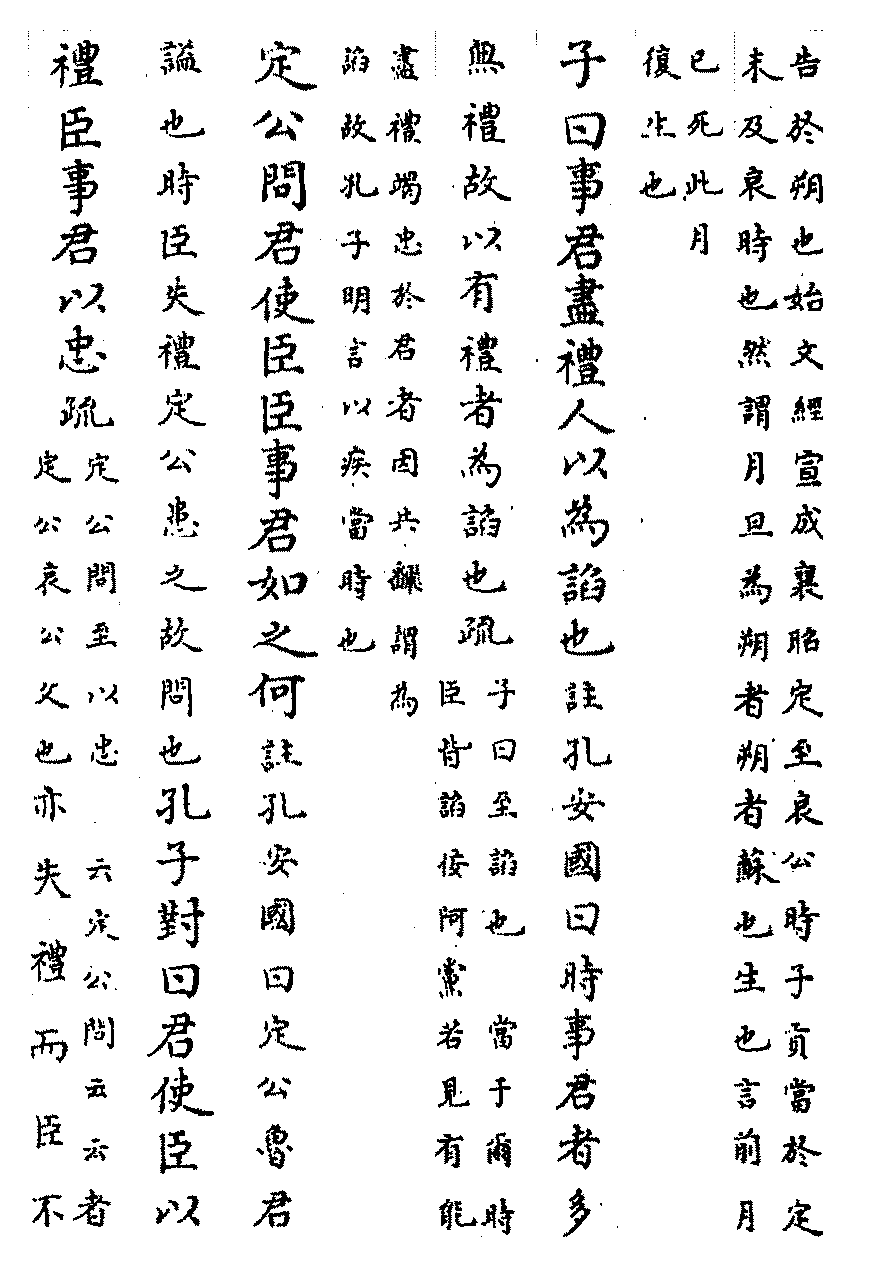 告於朔也始文經宣成襄昭定至哀公時子貢當於定
未及哀時也然謂月旦為朔者朔者蘇也生也言前月
已死此月
復生也
子曰事君盡禮人以為諂也註孔安國曰時事君者多
無禮故以有禮者為諂也疏
子曰至諂也 當于爾時
臣皆諂佞阿黨若見有能
盡禮竭忠於君者因共翻謂為
諂故孔子明言以疾當時也
定公問君使臣臣事君如之何註孔安國曰定公魯君
謚也時臣失禮定公患之故問也孔子對曰君使臣以
禮臣事君以忠疏
定公問至以忠 云定公問云云者
定公哀公父也亦失禮而臣不